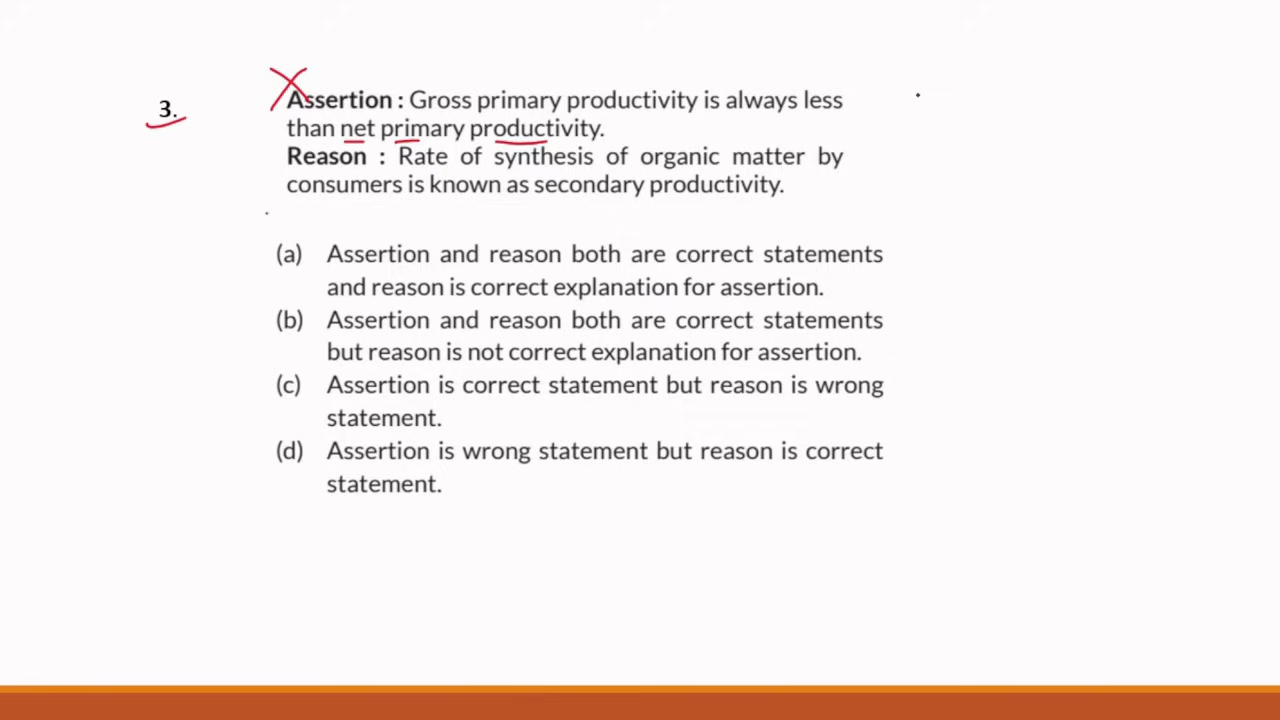 3.
Assertion : Gross primary productivity is always less
than net primary productivity.
Reason : Rate of synthesis of organic matter by
consumers is known as secondary productivity.
(a) Assertion and reason both are correct statements
and reason is correct explanation for assertion.
(b) Assertion and reason both are correct statements
but reason is not correct explanation for assertion.
(c) Assertion is correct statement but reason is wrong
statement.
(d) Assertion is wrong statement but reason is correct
statement.